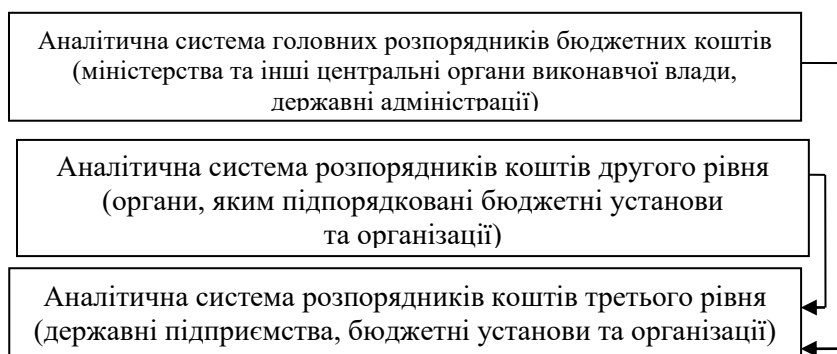 Аналітична система головних розпорядників бюджетних коштів
(міністерства та інші центральні органи виконавчої влади,
державні адміністрації)
Аналітична система розпорядників коштів другого рівня
(органи, яким підпорядковані бюджетні установи
та організації)
Аналітична система розпорядників коштів третього рівня
(державні підприємства, бюджетні установи та організації)